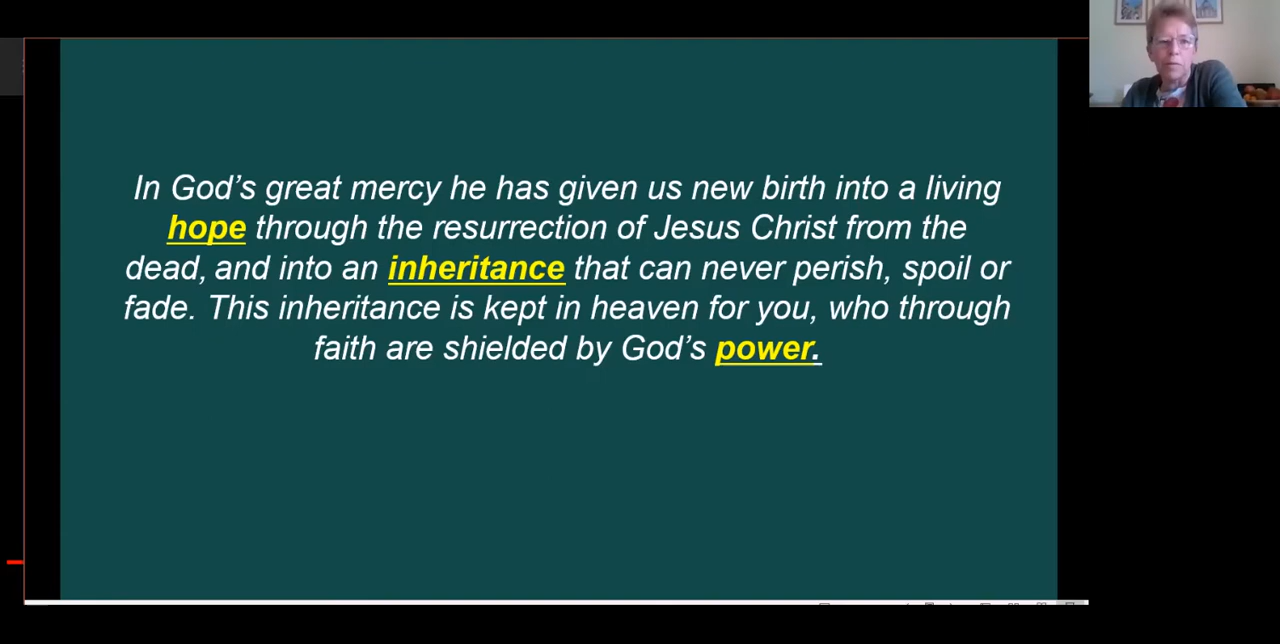 In God’s great mercy he has given us new birth into a living
hope through the resurrection of Jesus Christ from the
dead, and into an inheritance that can never perish, spoil or
fade. This inheritance is kept in heaven for you, who through
faith are shielded by God’s power.